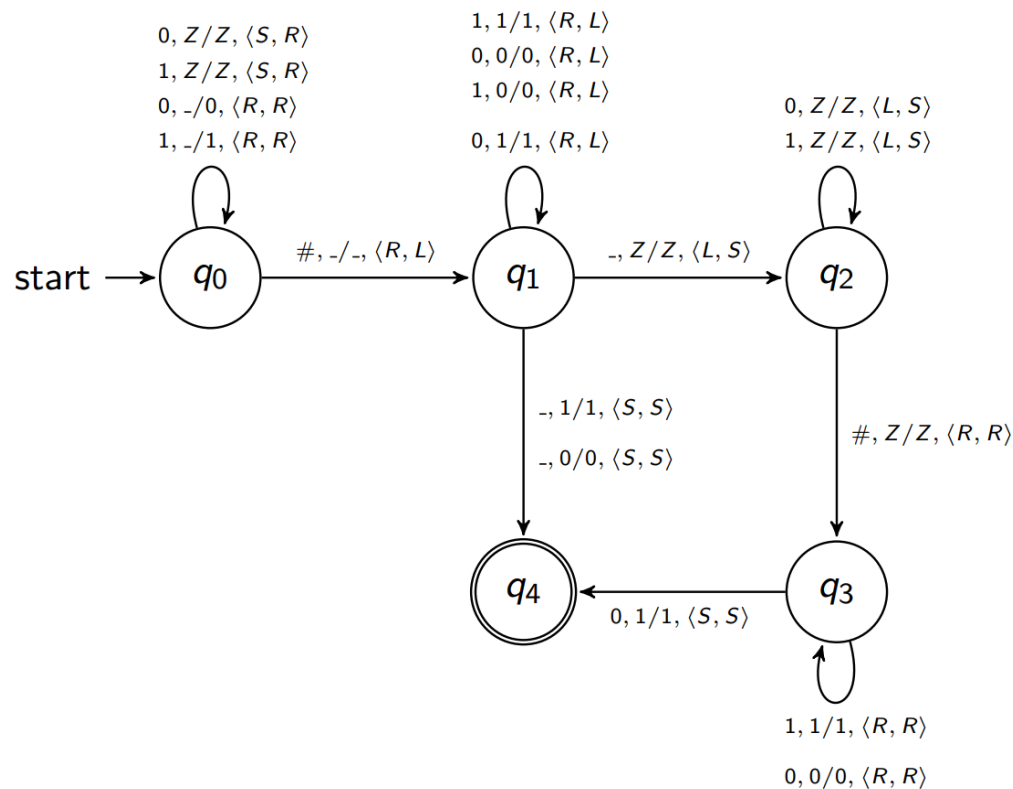 0, Z/Z, ⟨S, R⟩
1, Z/Z, ⟨S, R⟩
0, _/0, ⟨R, R⟩
1, _/1, ⟨R, R⟩
1, 1/1, ⟨R, L⟩
0, 0/0, ⟨R, L⟩
1, 0/0, ⟨R, L⟩
0, 1/1, ⟨R, L⟩
0, Z/Z, ⟨L, S⟩
1, Z/Z, ⟨L, S⟩
start
q0
#, _/_, ⟨R, L⟩
q1
_, Z/Z, ⟨L, S⟩
q2
_, 1/1, ⟨S, S⟩
_, 0/0, ⟨S, S⟩
#, Z/Z, ⟨R, R⟩
q4
0, 1/1, ⟨S, S⟩
q3
1, 1/1, ⟨R, R⟩
0, 0/0, ⟨R, R⟩